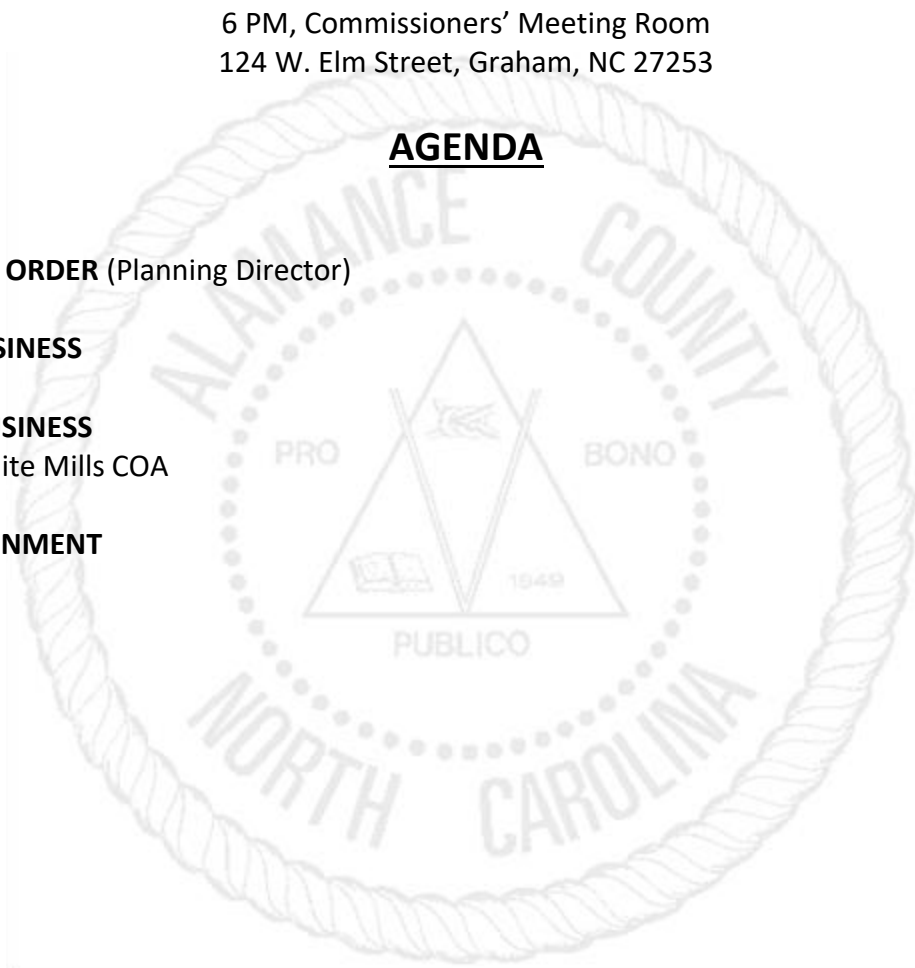 6 PM, Commissioners’ Meeting Room
124 W. Elm Street, Graham, NC 27253
AGENDA
ORDER (Planning Director)
SINESS
SINESS
ite Mills COA
NMENT
ALAMANCE COUNTY
PRO BONO
1849
PUBLICO
NORTH CAROLINA